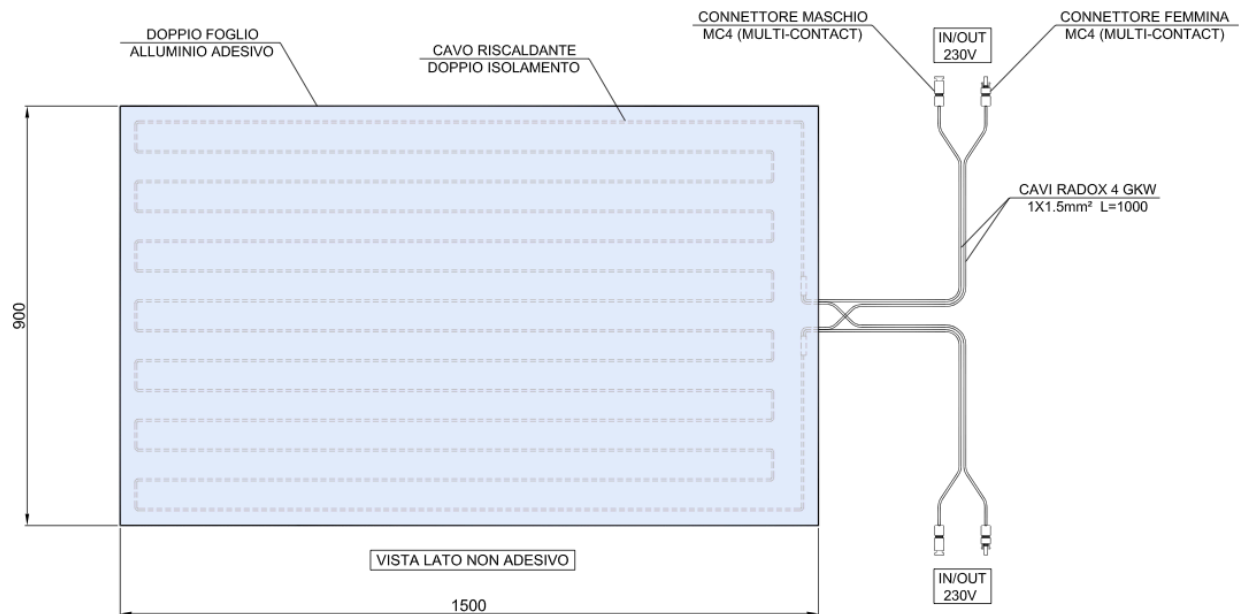 DOPPIO FOGLIO
ALLUMINIO ADESIVO
CAVO RISCALDANTE
DOPPIO ISOLAMENTO
CONNETTORE MASCHIO
MC4 (MULTI-CONTACT)
IN/OUT
230V
CONNETTORE FEMMINA
MC4 (MULTI-CONTACT)
CAVI RADOX 4 GKW
1X1.5mm² L=1000
900
VISTA LATO NON ADESIVO
1500
IN/OUT
230V